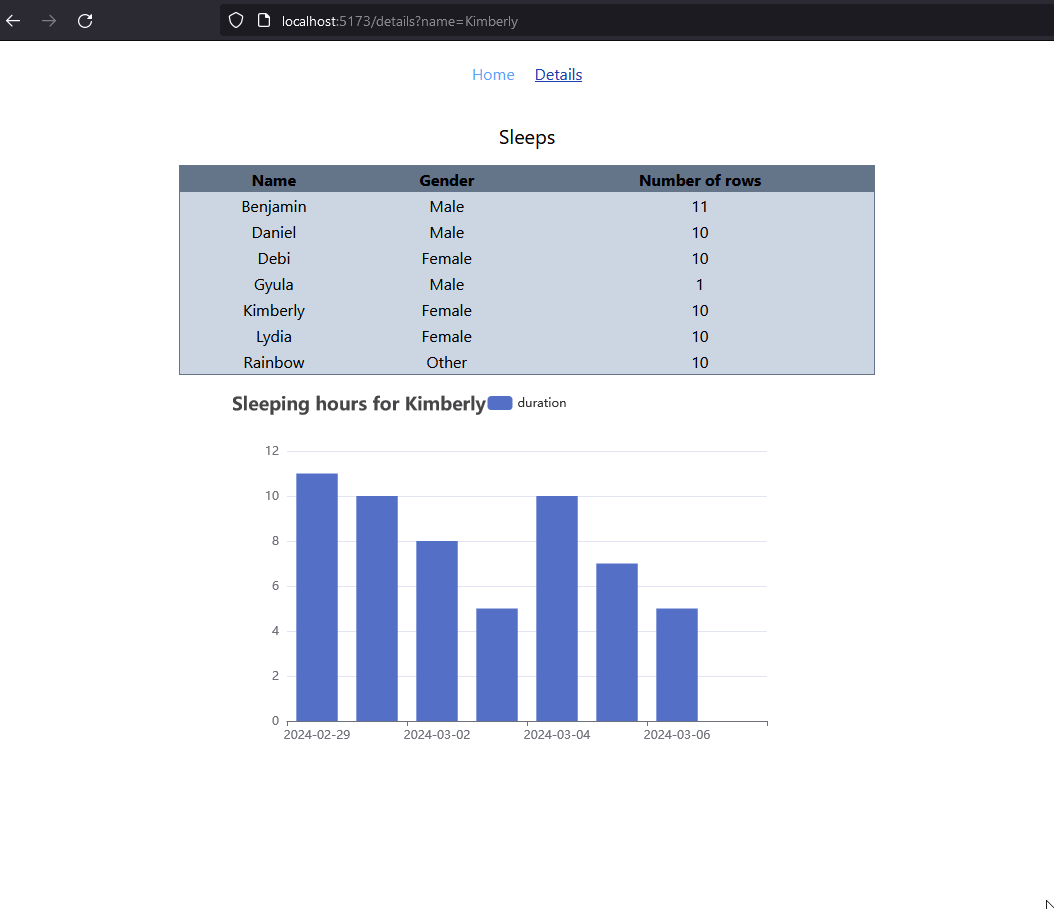 localhost:5173/details?name=Kimberly
Home Details
Sleeps
Name Gender Number of rows
Benjamin Male 11
Daniel Male 10
Debi Female 10
Gyula Male 1
Kimberly Female 10
Lydia Female 10
Rainbow Other 10
Sleeping hours for Kimberly duration
12
10
8
6
4
2
0
2024-02-29 2024-03-02 2024-03-04 2024-03-06